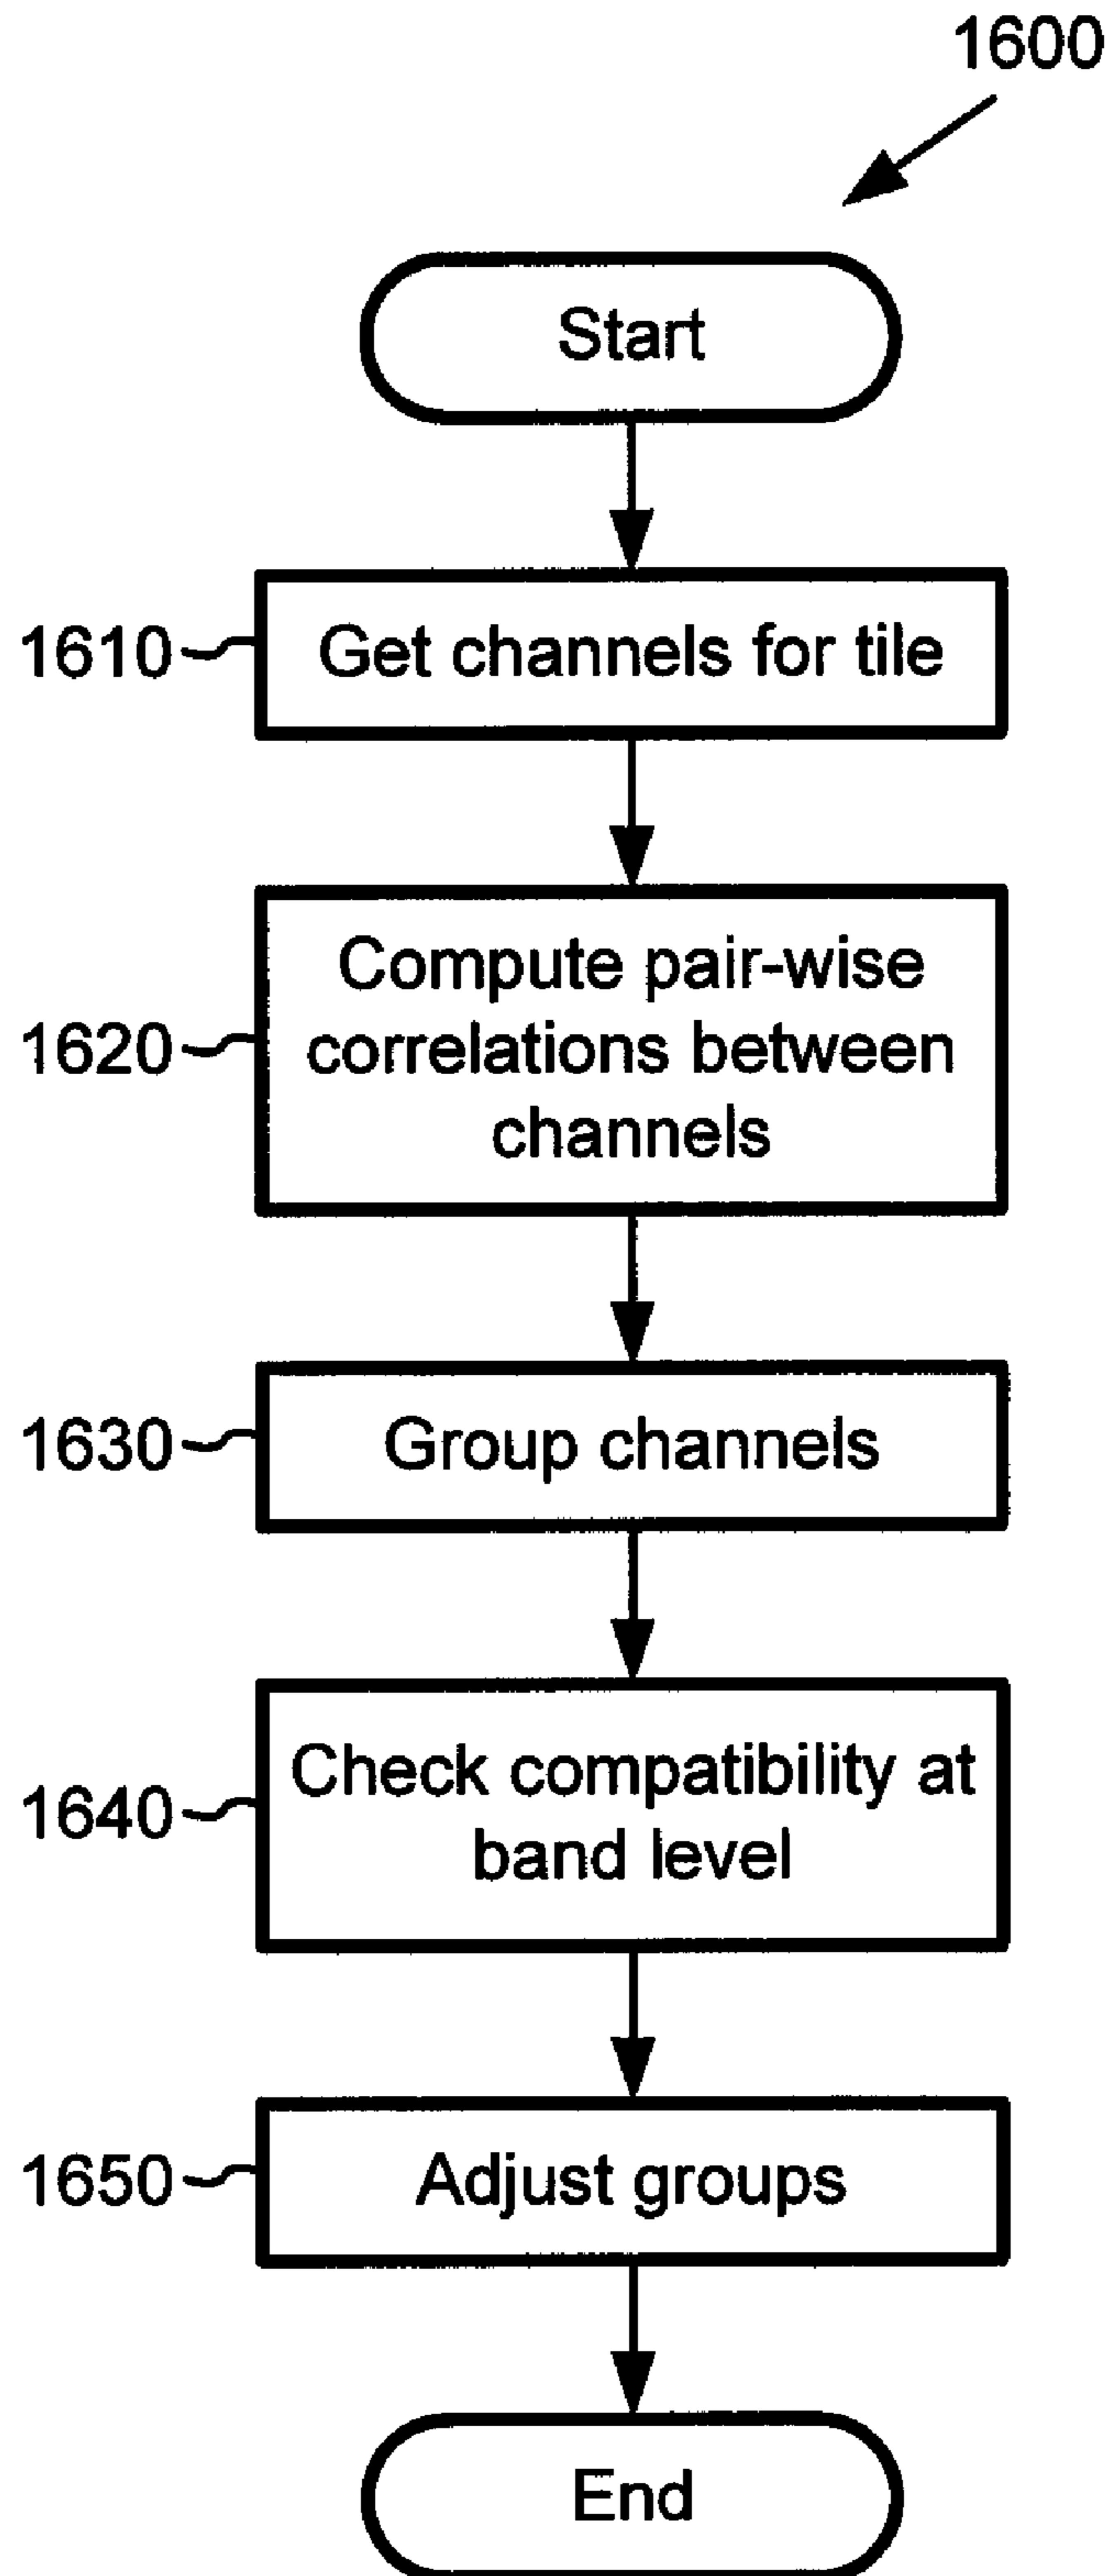 1600
Start
1610
Get channels for tile
1620
Compute pair-wise
correlations between
channels
1630
Group channels
1640
Check compatibility at
band level
1650
Adjust groups
End